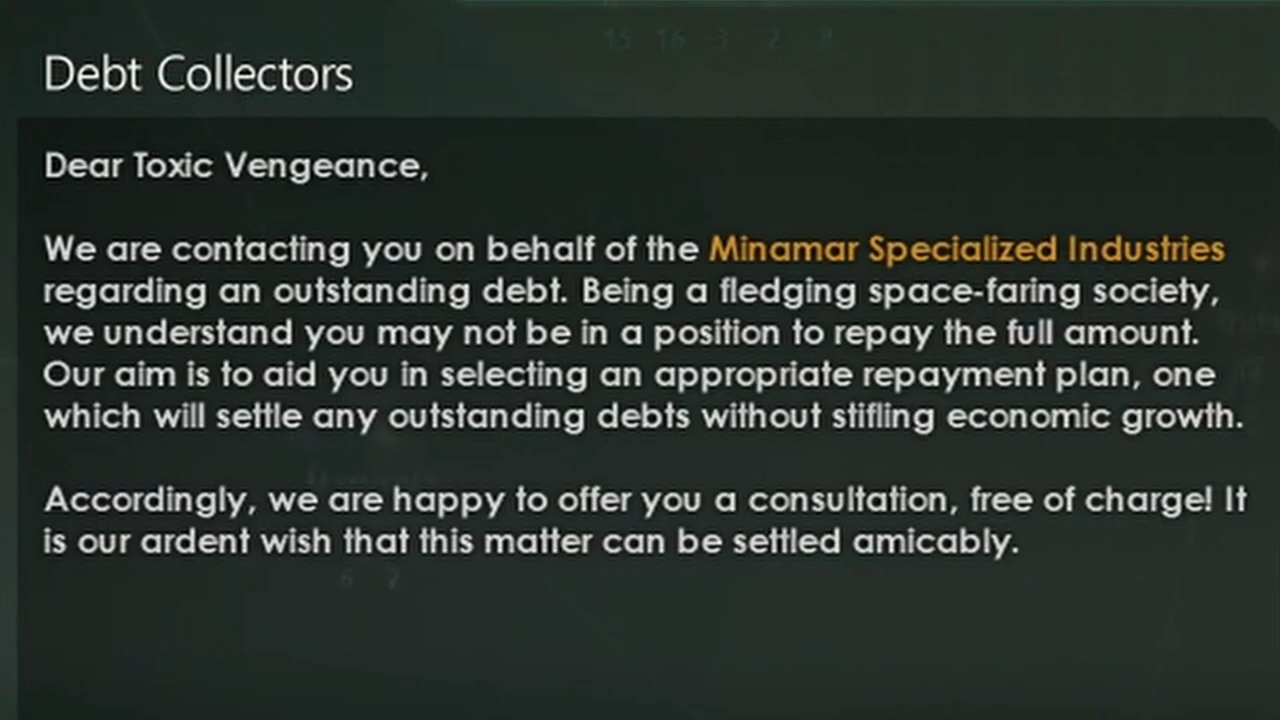 Debt Collectors
Dear Toxic Vengeance,
We are contacting you on behalf of the Minamar Specialized Industries
regarding an outstanding debt. Being a fledging space-faring society,
we understand you may not be in a position to repay the full amount.
Our aim is to aid you in selecting an appropriate repayment plan, one
which will settle any outstanding debts without stifling economic growth.
Accordingly, we are happy to offer you a consultation, free of charge! It
is our ardent wish that this matter can be settled amicably.